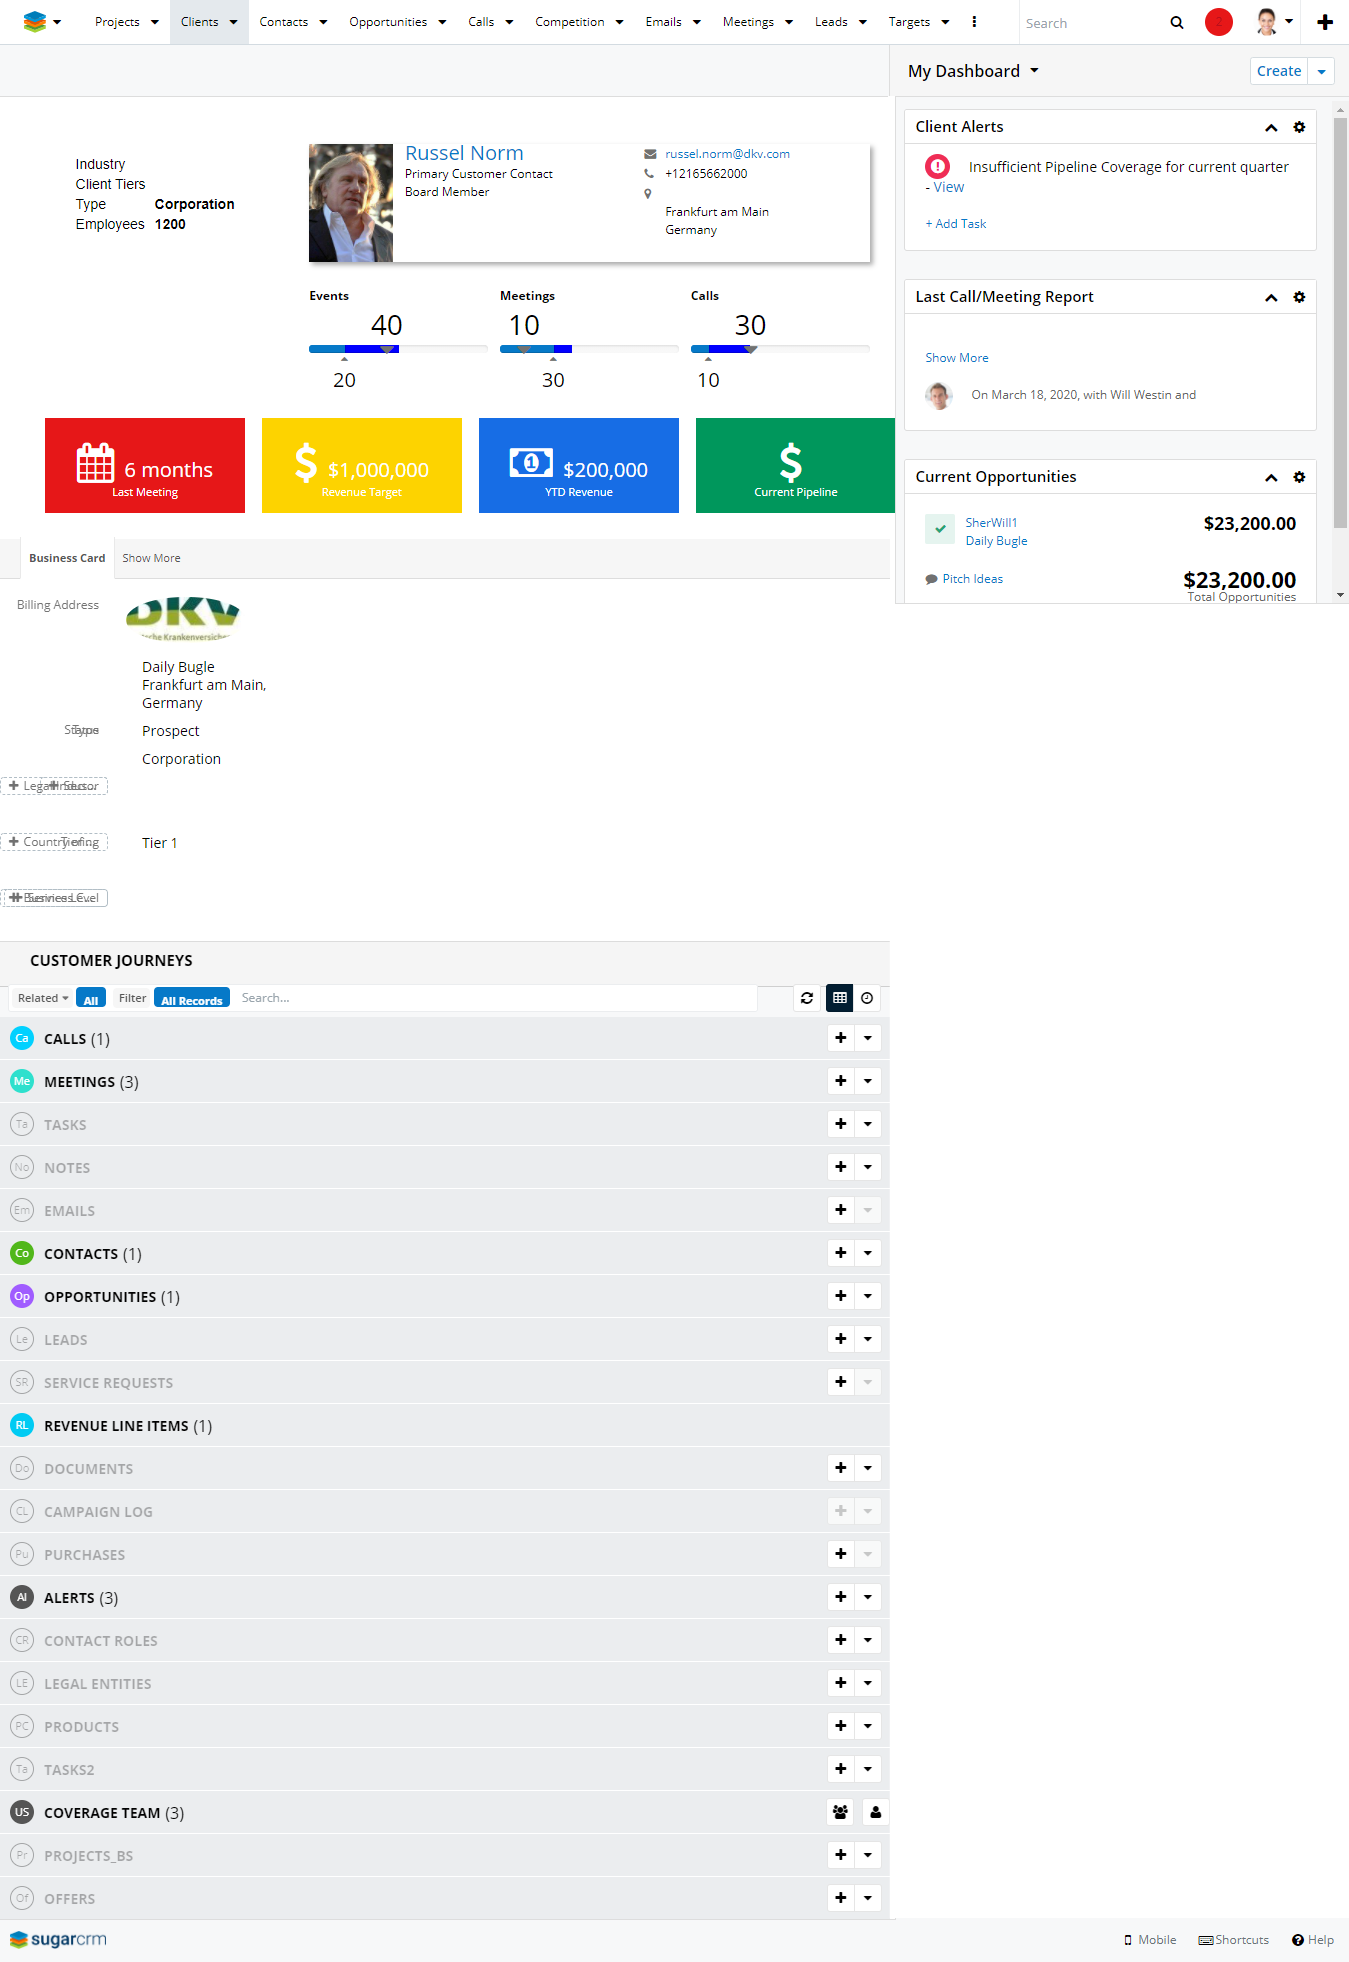 Projects Clients Contacts Opportunities Calls Competition Emails Meetings Leads Targets Search 2
My Dashboard Create
Client Alerts
Insufficient Pipeline Coverage for current quarter
- View
+ Add Task
Last Call/Meeting Report
Show More
On March 18, 2020, with Will Westin and
Current Opportunities
SherWill1 $23,200.00
Daily Bugle
Pitch Ideas $23,200.00
Total Opportunities
Industry
Client Tiers
Type Corporation
Employees 1200
Russel Norm
Primary Customer Contact
Board Member
russel.norm@dkv.com
+12165662000
Frankfurt am Main
Germany
Events Meetings Calls
40 10 30
20 30 10
6 months
Last Meeting
$1,000,000
Revenue Target
$200,000
YTD Revenue
Current Pipeline
Business Card Show More
Billing Address
DKV
Daily Bugle
Frankfurt am Main,
Germany
Prospect
Corporation
Tier 1
CUSTOMER JOURNEYS
Related All Filter All Records Search...
Ca CALLS (1)
Me MEETINGS (3)
Ta TASKS
No NOTES
Em EMAILS
Co CONTACTS (1)
Op OPPORTUNITIES (1)
Le LEADS
SR SERVICE REQUESTS
RL REVENUE LINE ITEMS (1)
Do DOCUMENTS
CL CAMPAIGN LOG
Pu PURCHASES
Al ALERTS (3)
CR CONTACT ROLES
LE LEGAL ENTITIES
PC PRODUCTS
Ta TASKS2
US COVERAGE TEAM (3)
Pr PROJECTS_BS
Of OFFERS
sugarcrm Mobile Shortcuts Help